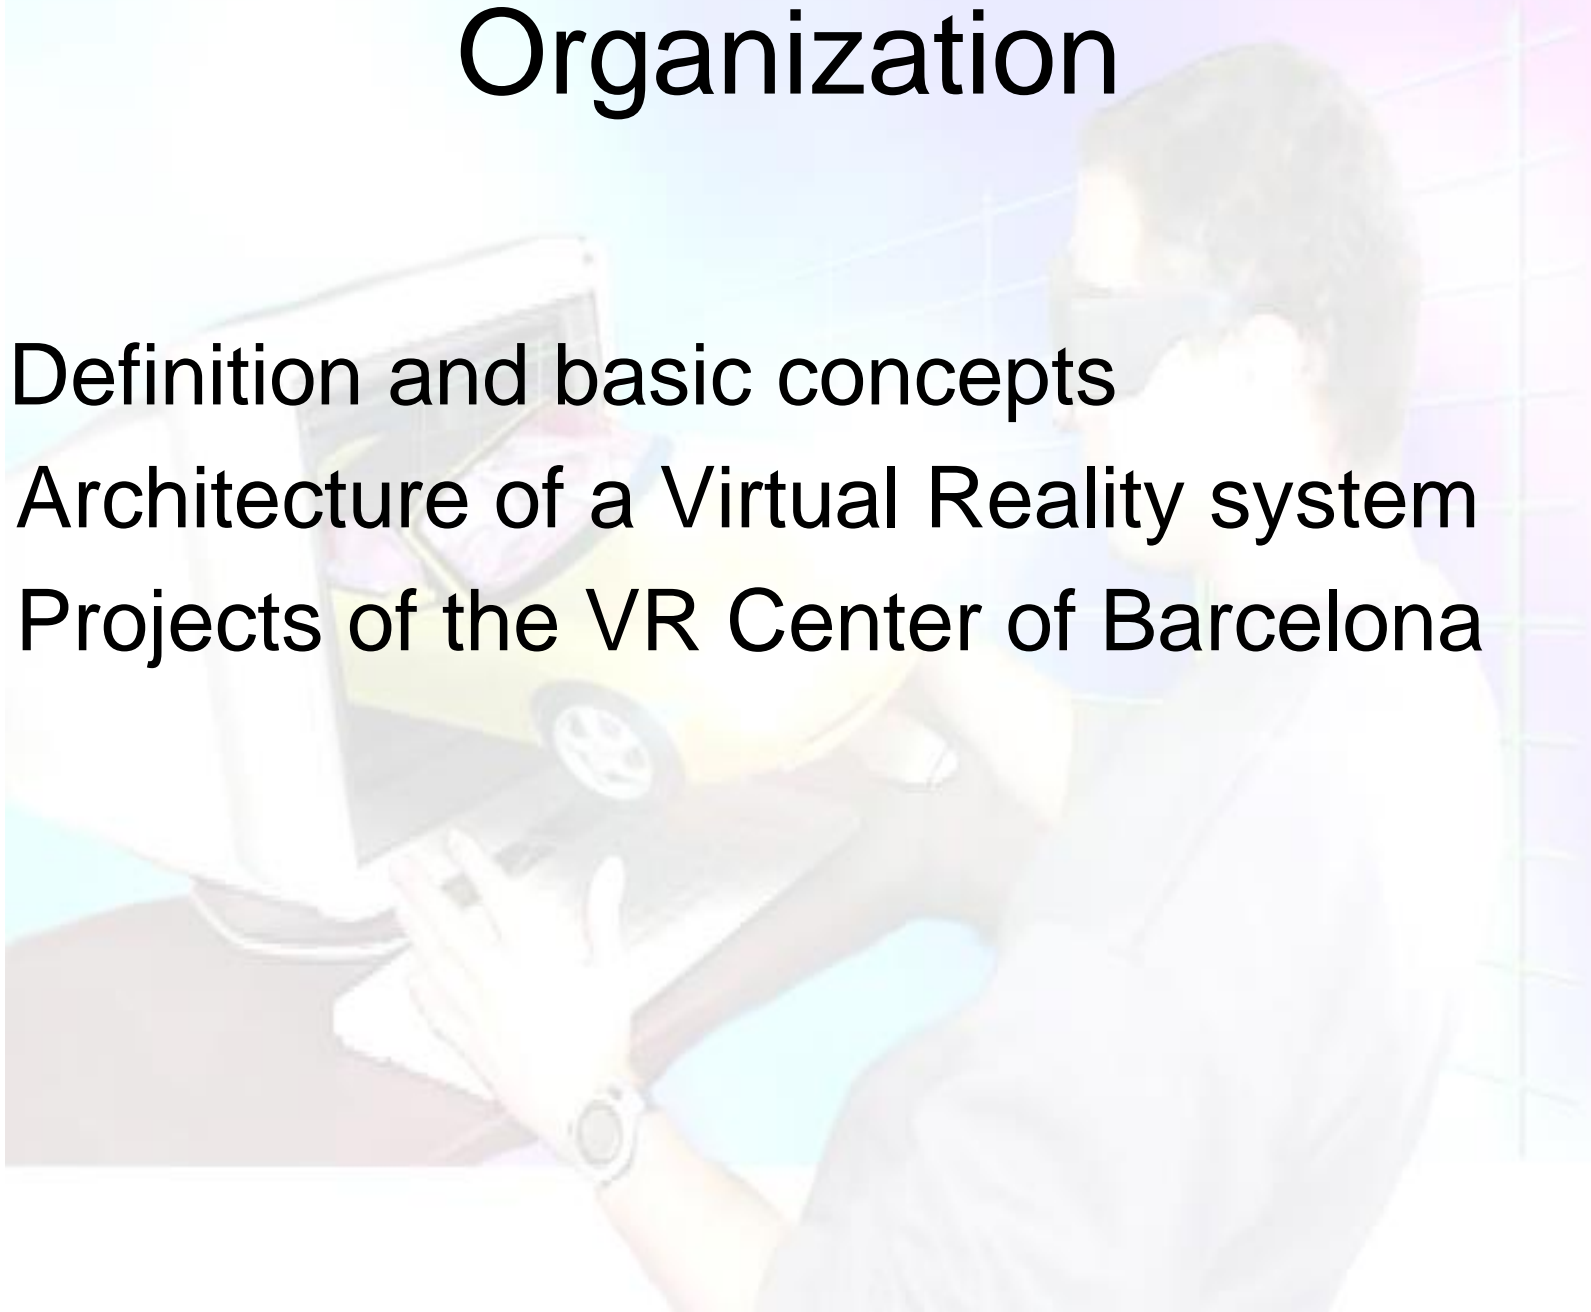 Organization
Definition and basic concepts
Architecture of a Virtual Reality system
Projects of the VR Center of Barcelona